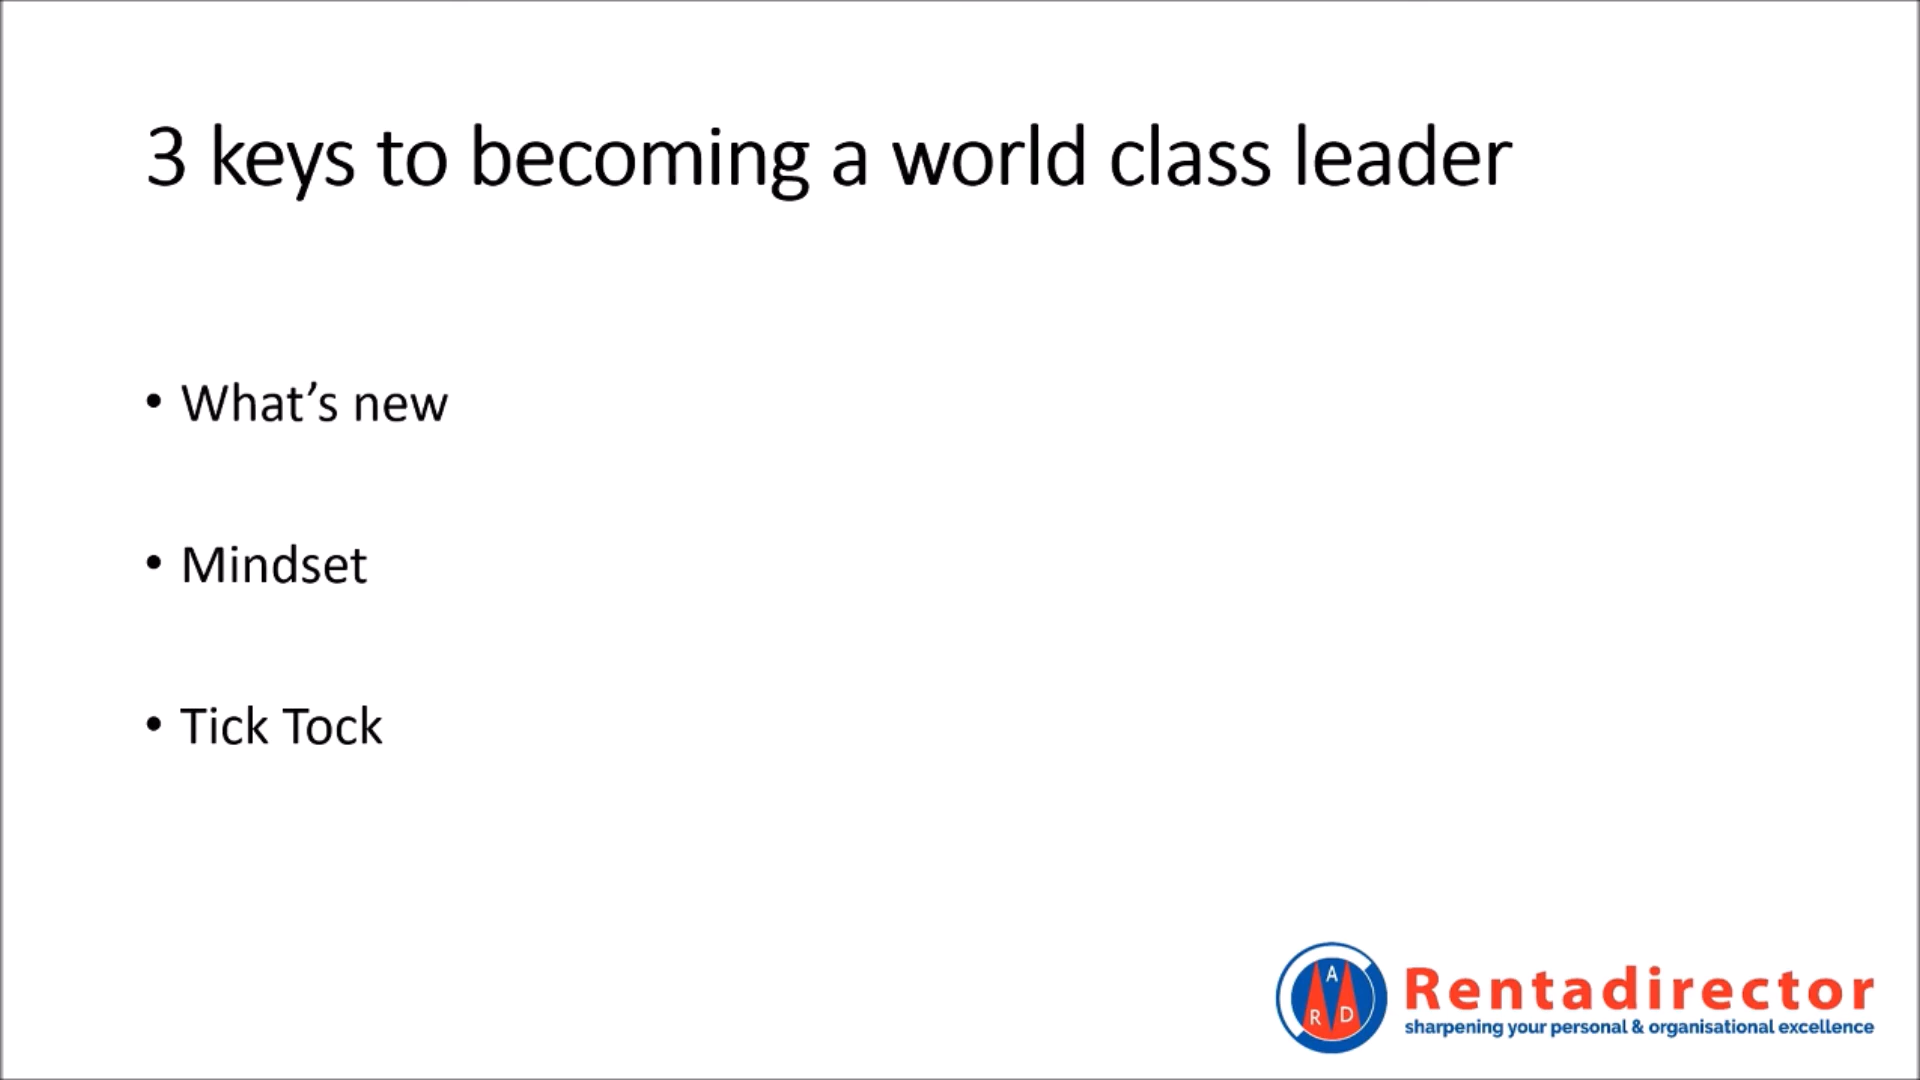 3 keys to becoming a world class leader
• What’s new
• Mindset
• Tick Tock
A
R D
Rentadirector
sharpening your personal & organisational excellence